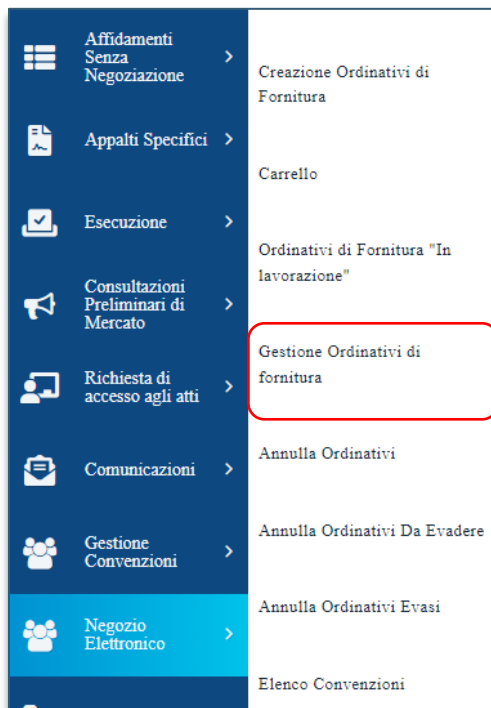 Affidamenti
Senza
Negoziazione
Appalti Specifici
Esecuzione
Consultazioni
Preliminari di
Mercato
Richiesta di
accesso agli atti
Comunicazioni
Gestione
Convenzioni
Negozio
Elettronico
Creazione Ordinativi di
Fornitura
Carrello
Ordinativi di Fornitura "In
lavorazione"
Gestione Ordinativi di
fornitura
Annulla Ordinativi
Annulla Ordinativi Da Evadere
Annulla Ordinativi Evasi
Elenco Convenzioni